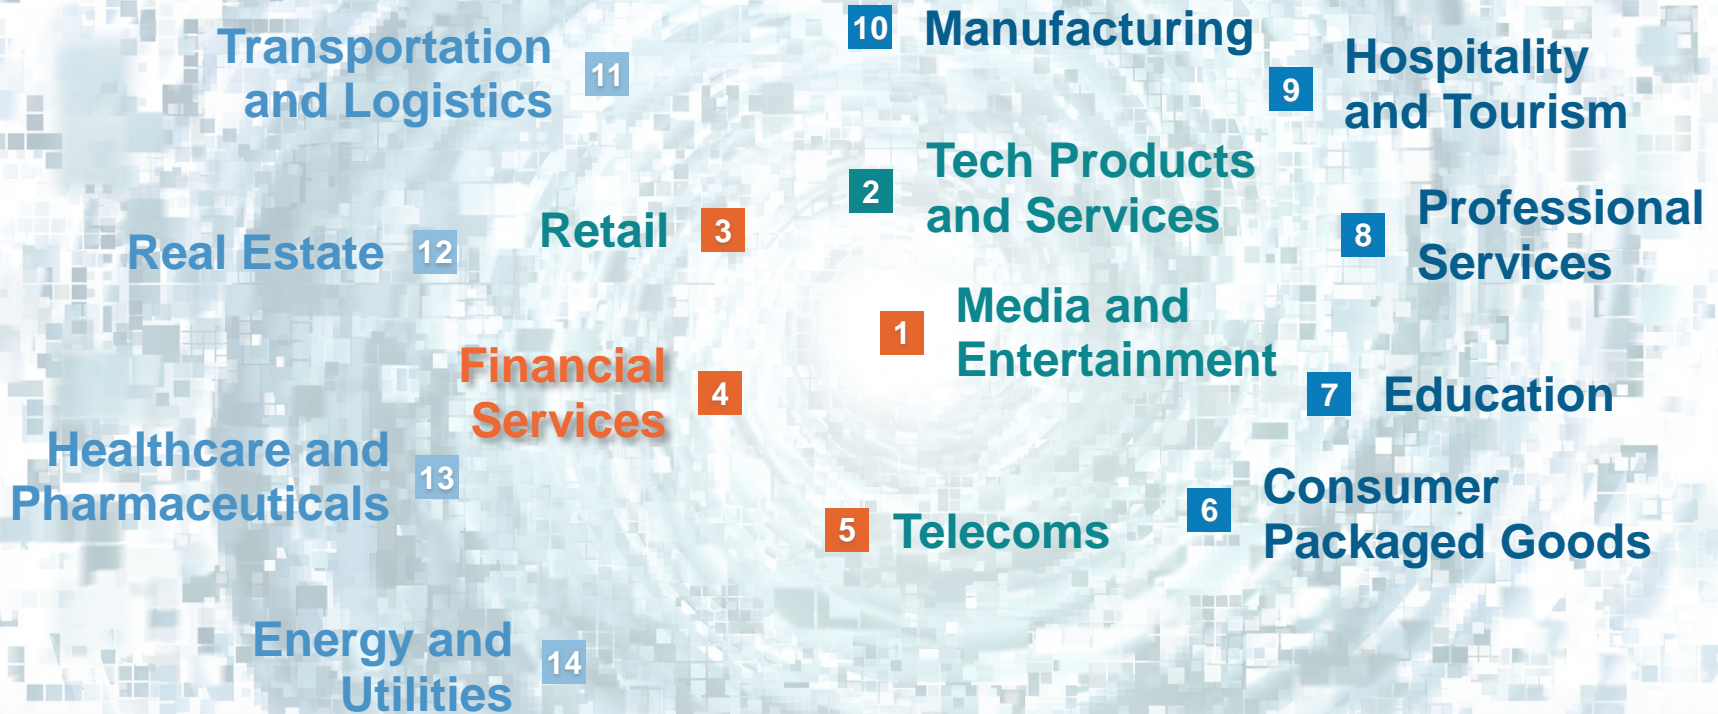 10 Manufacturing
Transportation
and Logistics
11
Hospitality
and Tourism
9
Tech Products
and Services
2
Retail 3
Professional
Services
8
Real Estate 12
Media and
Entertainment
1
Financial
Services
4
7 Education
Healthcare and
Pharmaceuticals
13
Consumer
Packaged Goods
6
5 Telecoms
Energy and
Utilities
14